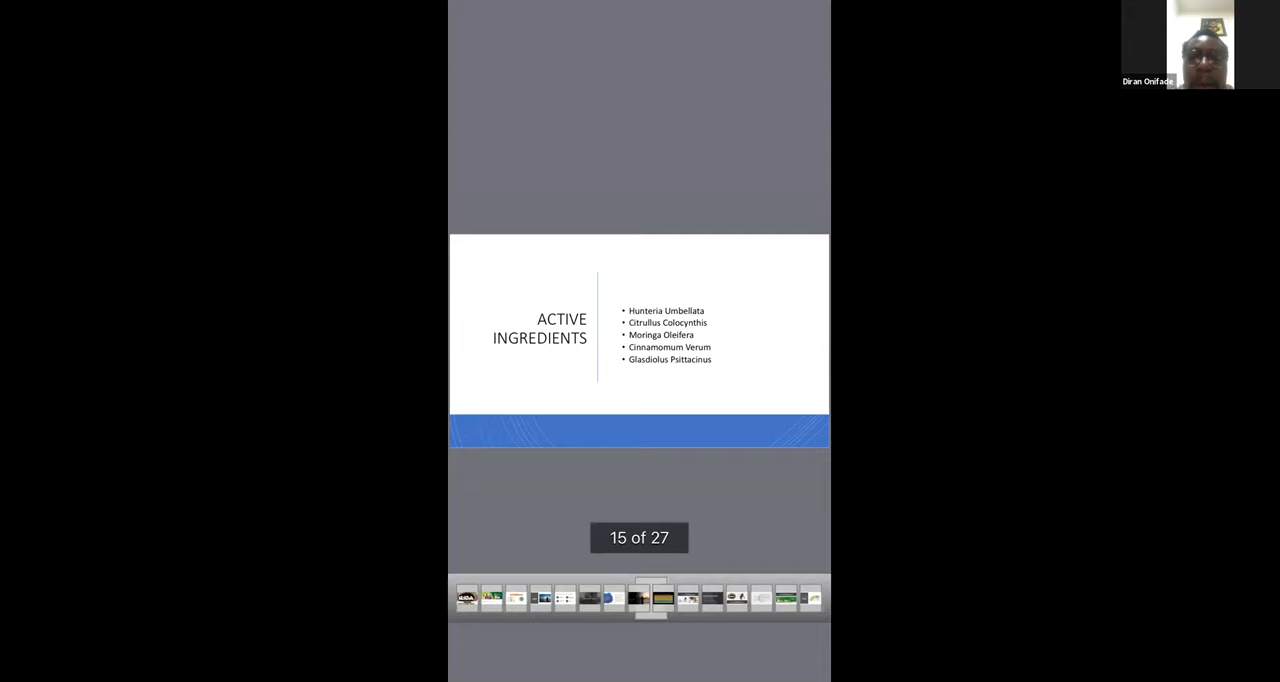 Diran Onifade
ACTIVE
INGREDIENTS
• Hunteria Umbellata
• Citrullus Colocynthis
• Moringa Oleifera
• Cinnamomum Verum
• Glasdiolus Psittacinus
15 of 27